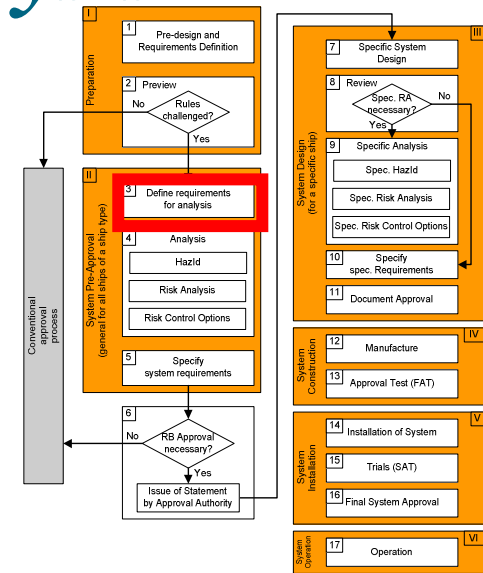 I
Preparation
1
Pre-design and
Requirements Definition
2
Preview
No
Rules
challenged?
Yes
II
System Pre-Approval
(general for all ships of a ship type)
3
Define requirements
for analysis
4
Analysis
HazId
Risk Analysis
Risk Control Options
5
Specify
system requirements
6
No
RB Approval
necessary?
Yes
Issue of Statement
by Approval Authority
Conventional
approval
process
III
System Design
(for a specific ship)
7
Specific System
Design
8
Review
Spec. RA
necessary?
No
Yes
9
Specific Analysis
Spec. HazId
Spec. Risk Analysis
Spec. Risk Control Options
10
Specify
spec. Requirements
11
Document Approval
IV
System
Construction
12
Manufacture
13
Approval Test (FAT)
V
System
Installation
14
Installation of System
15
Trials (SAT)
16
Final System Approval
VI
System
Operation
17
Operation